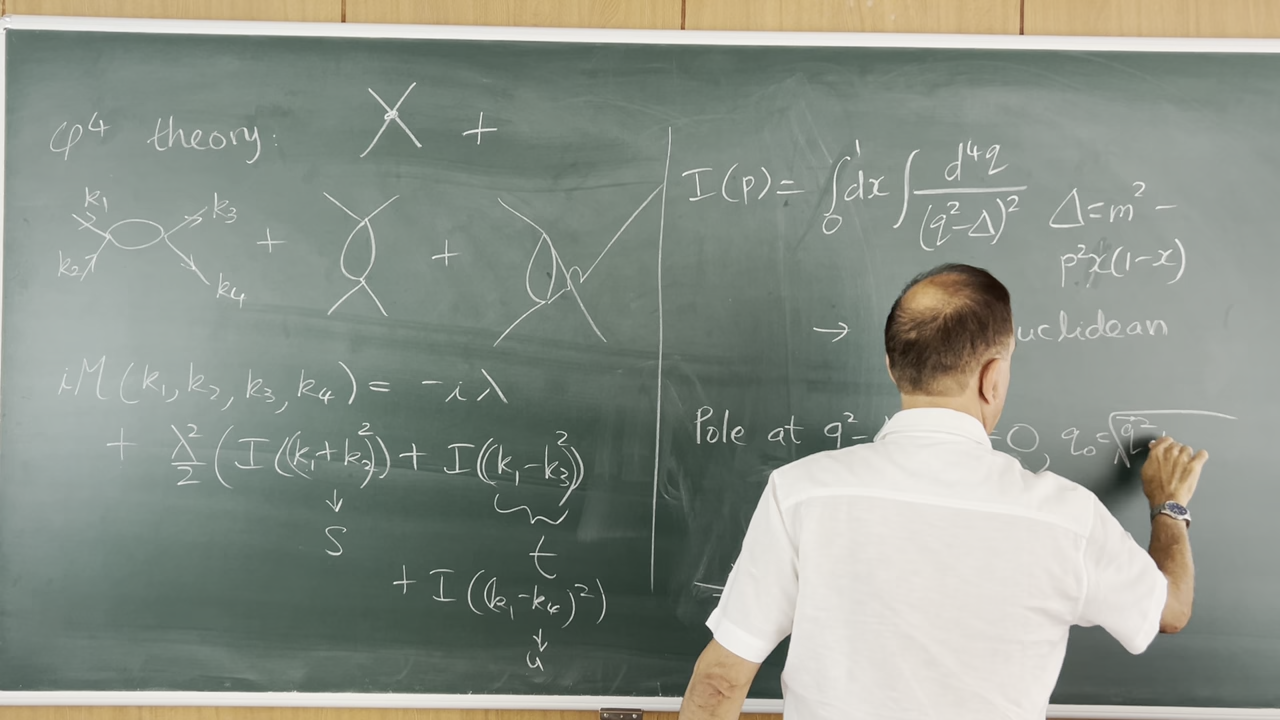 φ⁴ theory: +
k₁ k₂ k₃ k₄ + +
iM(k₁, k₂, k₃, k₄) = -iλ
+ λ²/2 (I((k₁+k₂)²) + I((k₁-k₃)²)
↓
s t
+ I((k₁-k₄)²)
↓
u
I(p) = ∫₀¹ dx ∫ d⁴q/(q²-Δ)² Δ = m² -
p²x(1-x)
→ uclidean
Pole at q² - =0, q₀ = √q⃗²